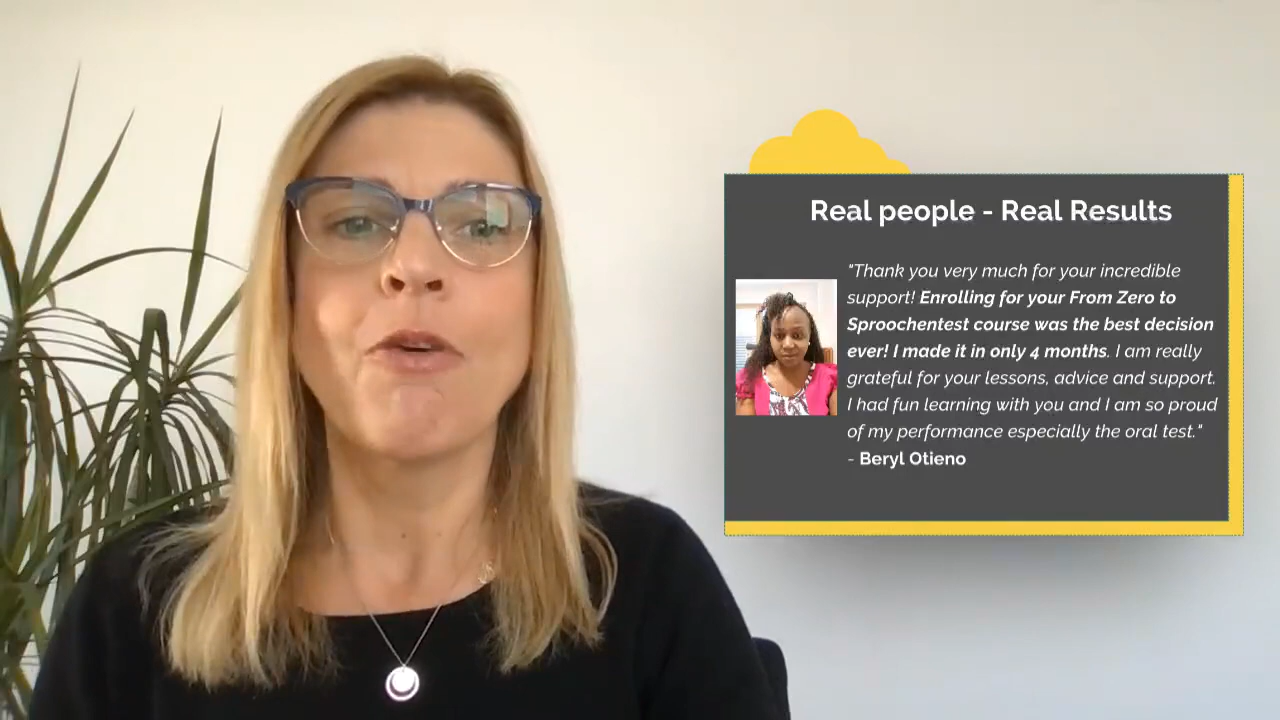 Real people - Real Results
"Thank you very much for your incredible
support! Enrolling for your From Zero to
Sproochentest course was the best decision
ever! I made it in only 4 months. I am really
grateful for your lessons, advice and support.
I had fun learning with you and I am so proud
of my performance especially the oral test."
- Beryl Otieno